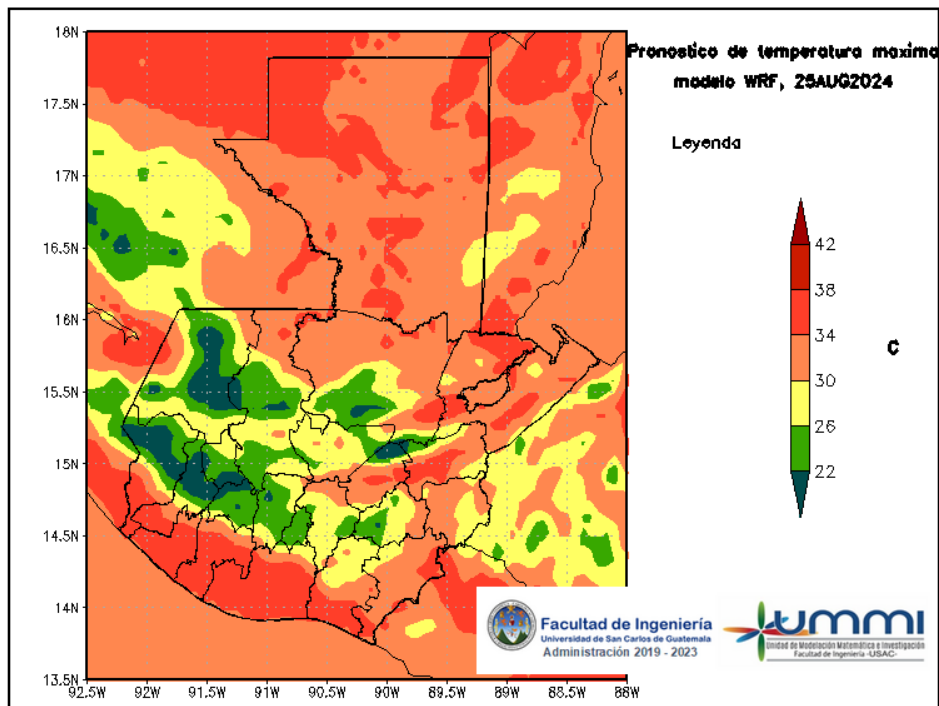 Pronostico de temperatura maxima
modelo WRF, 25AUG2024
Leyenda
42
38
34
30
26
22
C
18N
17.5N
17N
16.5N
16N
15.5N
15N
14.5N
14N
13.5N
92.5W
92W
91.5W
91W
90.5W
90W
89.5W
89W
88.5W
88W
Facultad de Ingeniería
Universidad de San Carlos de Guatemala
Administración 2019 - 2023
ummi
Unidad de Modelación Matemática e Investigación
Facultad de Ingeniería -USAC-